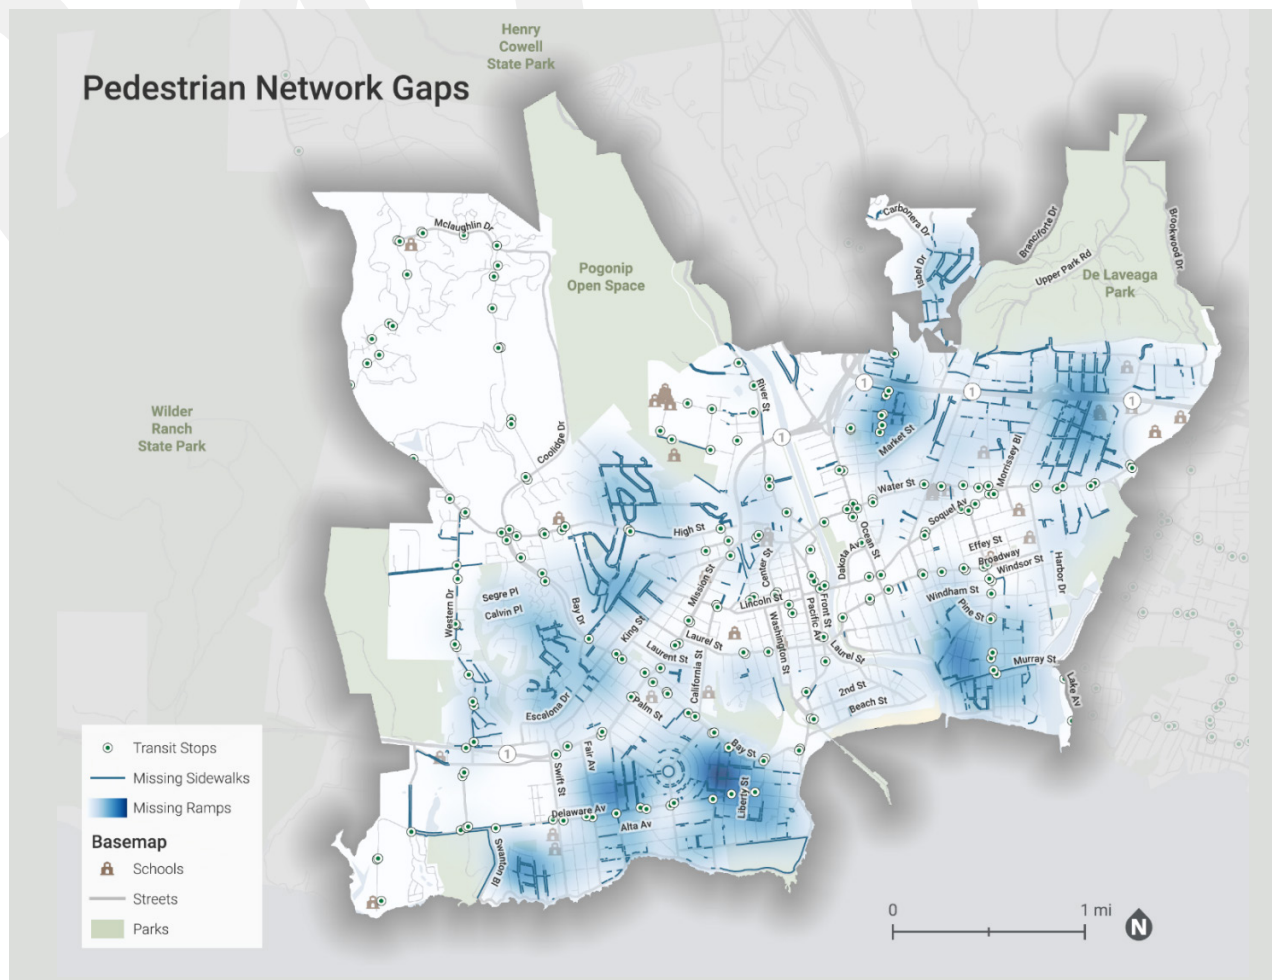 Pedestrian Network Gaps
Henry
Cowell
State Park
Mclaughlin Dr
Carbonera Dr
Isbel Dr
Branciforte Dr
Upper Park Rd
Brookwood Dr
De Laveaga
Park
Pogonip
Open Space
Wilder
Ranch
State Park
River St
1
1
1
1
Coolidge Dr
Market St
Morrissey Bl
Water St
Soquel Av
High St
Ocean St
Dakota Av
Effey St
Broadway
Windsor St
Harbor Dr
Center St
Mission St
Segre Pl
Calvin Pl
Western Dr
Bay Dr
King St
Lincoln St
Front St
Pacific Av
Washington St
Windham St
Pine St
Laurel St
Laurel St
Laurent St
California St
Murray St
Lake Av
2nd St
Beach St
Escalona Dr
Palm St
1
Fair Av
Swift St
Bay St
Liberty St
Delaware Av
Alta Av
Swanton Bl
Transit Stops
Missing Sidewalks
Missing Ramps
Basemap
Schools
Streets
Parks
0 1 mi
N